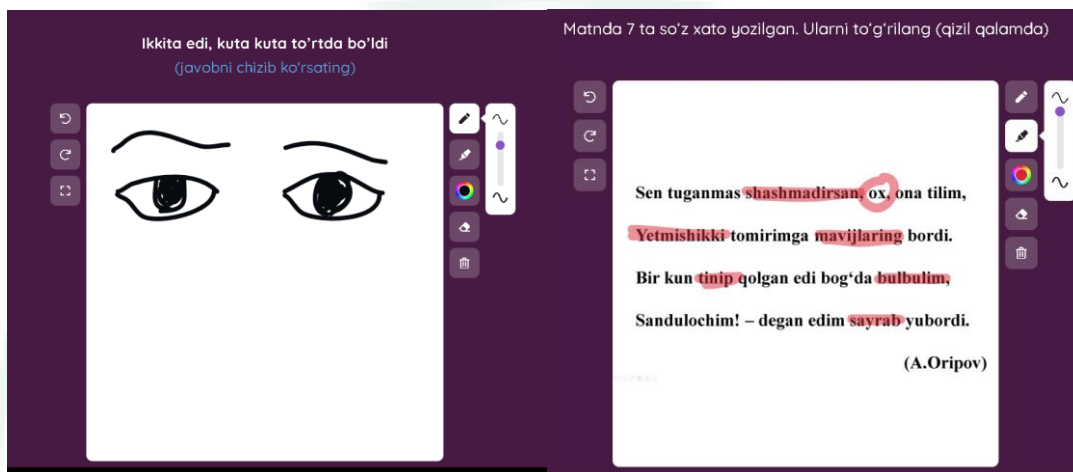 Ikkita edi, kuta kuta to'rtda bo'ldi
(javobni chizib ko'rsating)
Matnda 7 ta so'z xato yozilgan. Ularni to'g'rilang (qizil qalamda)
Sen tuganmas shashmadirsan, ox, ona tilim,
Yetmishikki tomirimga mavijlaring bordi.
Bir kun tinip qolgan edi bog‘da bulbulim,
Sandulochim! – degan edim sayrab yubordi.
(A.Oripov)